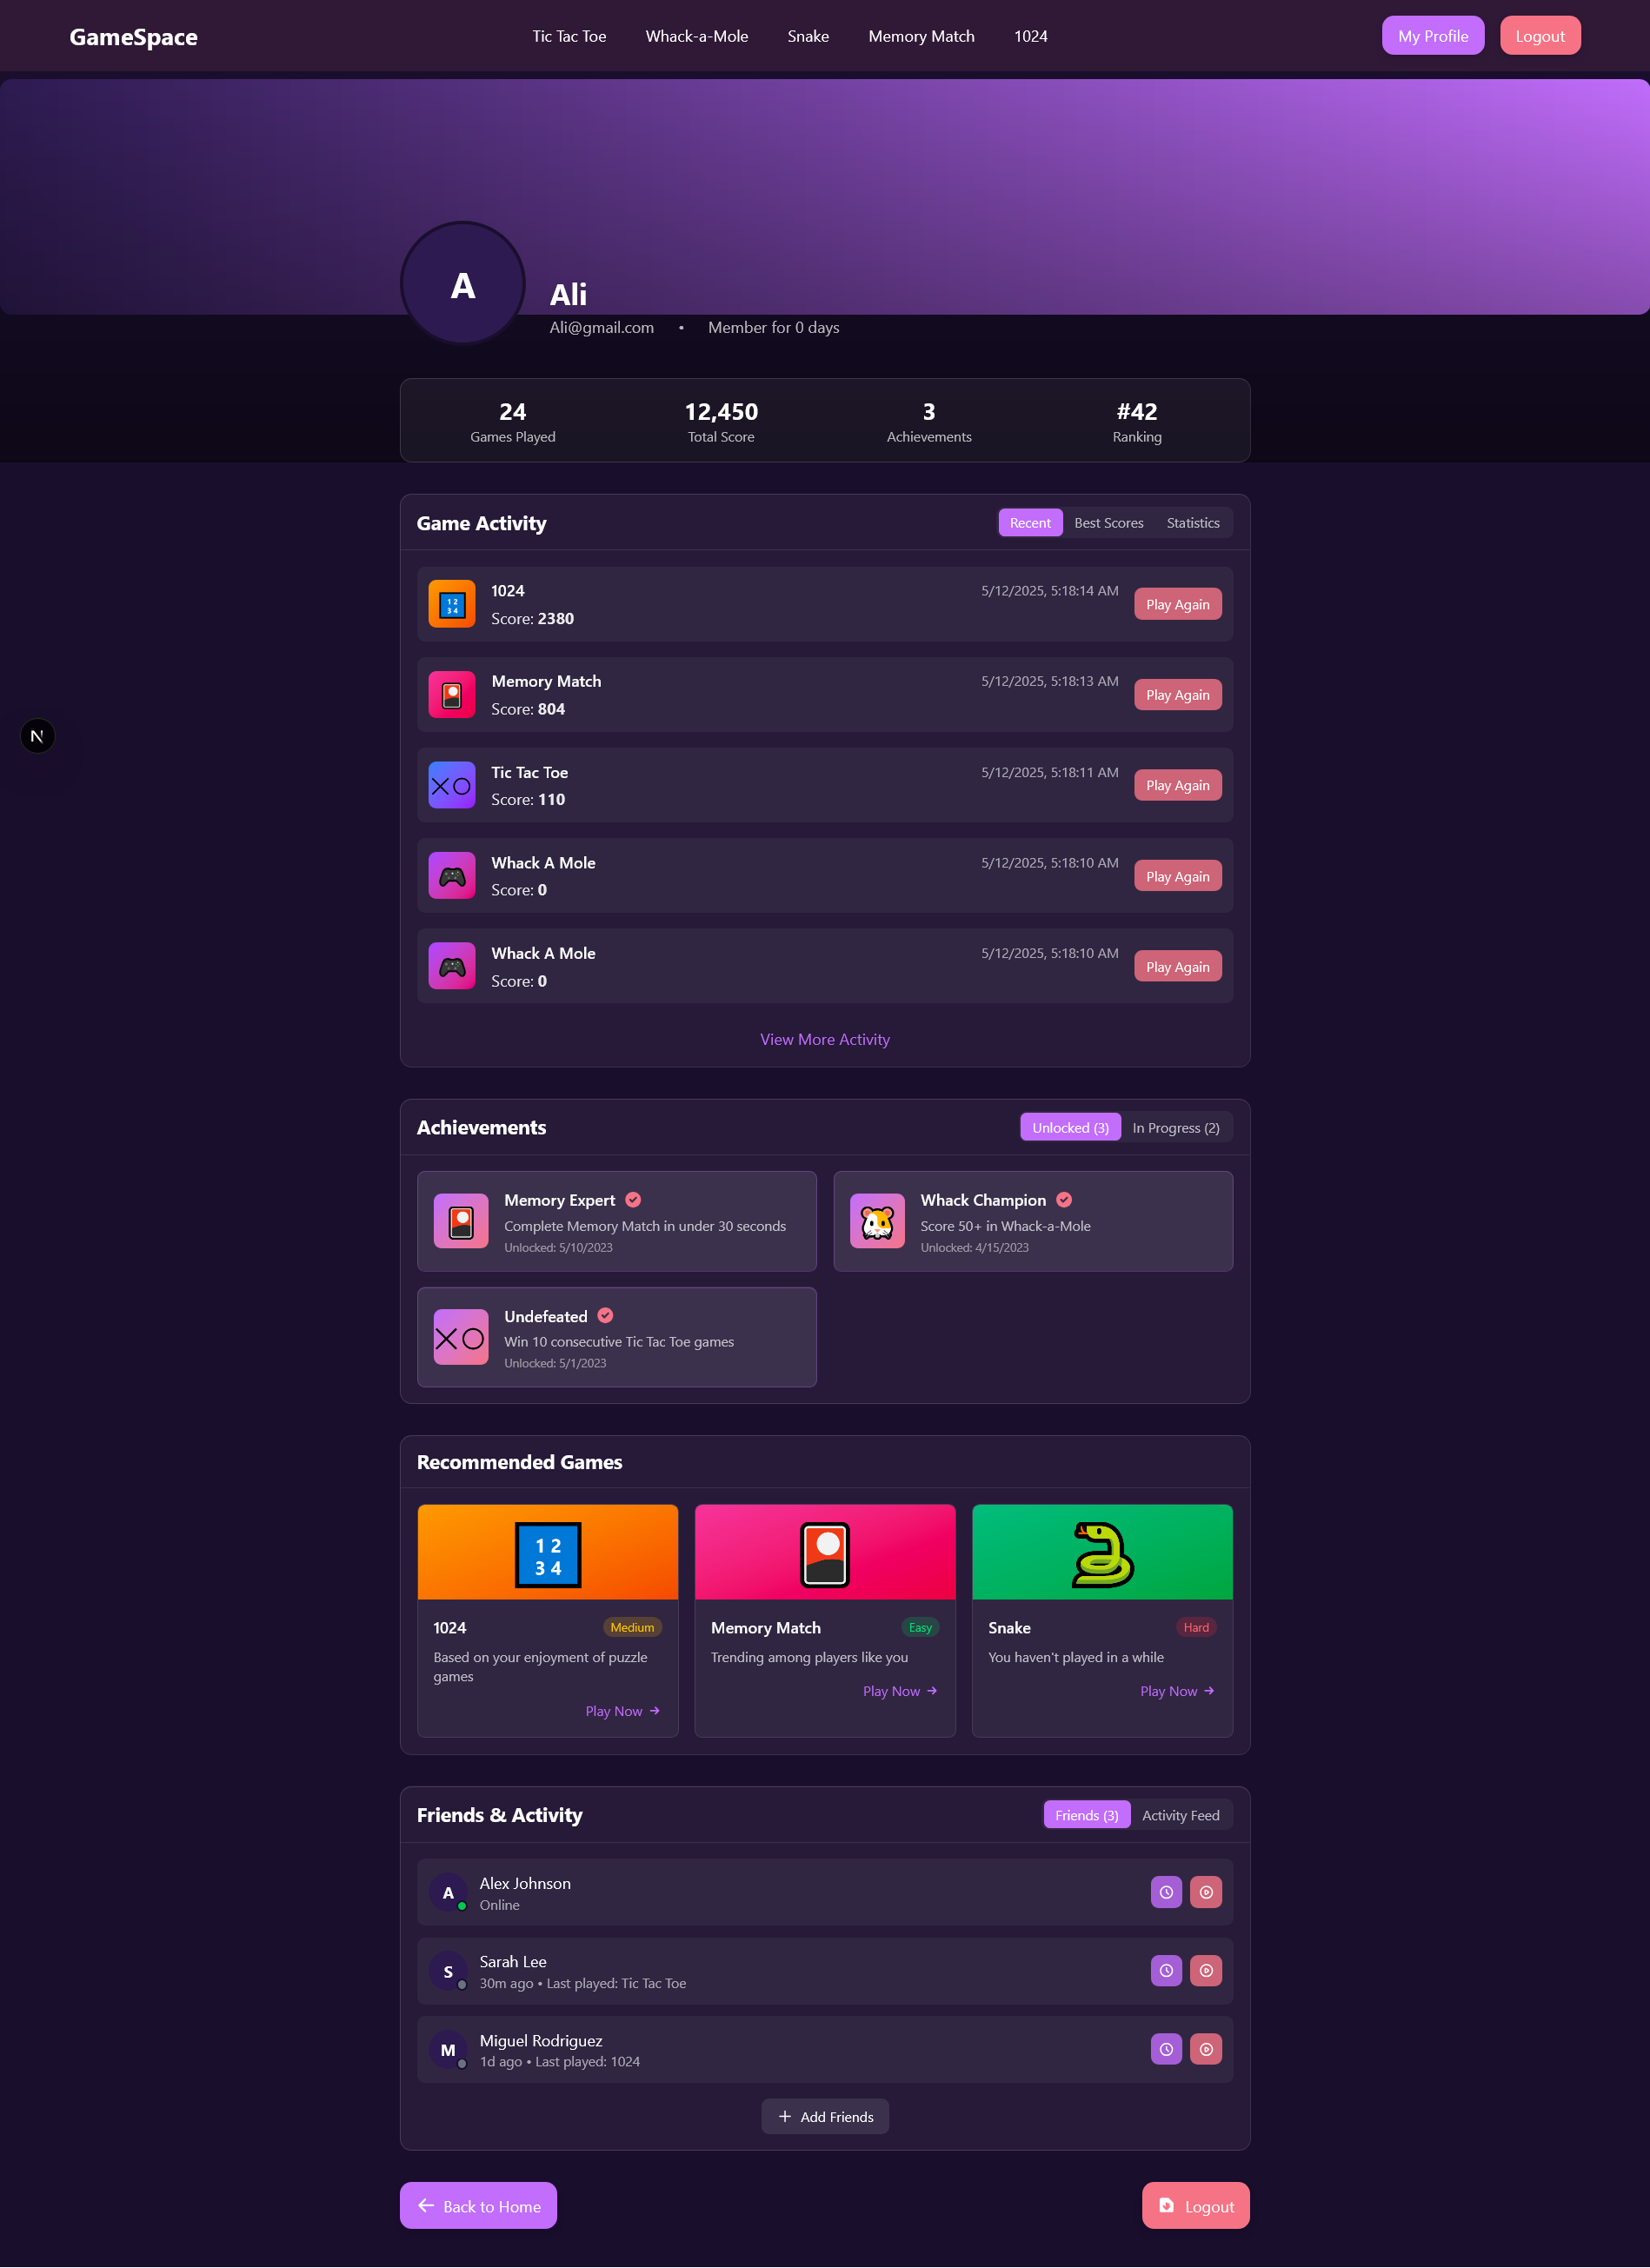 GameSpace
Tic Tac Toe
Whack-a-Mole
Snake
Memory Match
1024
My Profile
Logout
A
Ali
Ali@gmail.com • Member for 0 days
24
Games Played
12,450
Total Score
3
Achievements
#42
Ranking
Game Activity
Recent
Best Scores
Statistics
1 2
3 4
1024
Score: 2380
5/12/2025, 5:18:14 AM
Play Again
Memory Match
Score: 804
5/12/2025, 5:18:13 AM
Play Again
Tic Tac Toe
Score: 110
5/12/2025, 5:18:11 AM
Play Again
Whack A Mole
Score: 0
5/12/2025, 5:18:10 AM
Play Again
Whack A Mole
Score: 0
5/12/2025, 5:18:10 AM
Play Again
N
View More Activity
Achievements
Unlocked (3)
In Progress (2)
Memory Expert
Complete Memory Match in under 30 seconds
Unlocked: 5/10/2023
Whack Champion
Score 50+ in Whack-a-Mole
Unlocked: 4/15/2023
Undefeated
Win 10 consecutive Tic Tac Toe games
Unlocked: 5/1/2023
Recommended Games
1 2
3 4
1024
Medium
Based on your enjoyment of puzzle
games
Play Now →
Memory Match
Easy
Trending among players like you
Play Now →
Snake
Hard
You haven't played in a while
Play Now →
Friends & Activity
Friends (3)
Activity Feed
A
Alex Johnson
Online
S
Sarah Lee
30m ago • Last played: Tic Tac Toe
M
Miguel Rodriguez
1d ago • Last played: 1024
+ Add Friends
← Back to Home
Logout